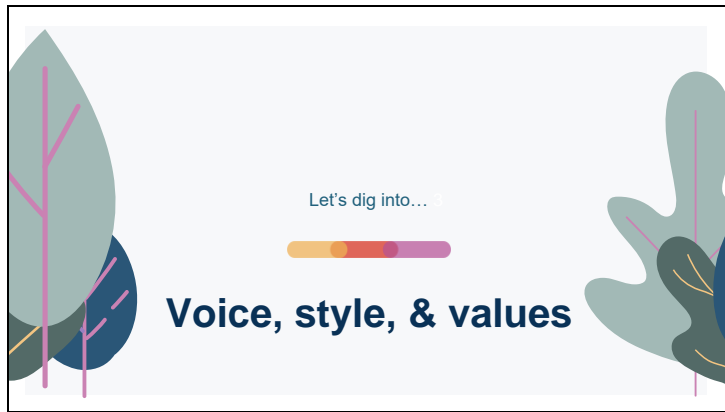 Let's dig into… 3
Voice, style, & values